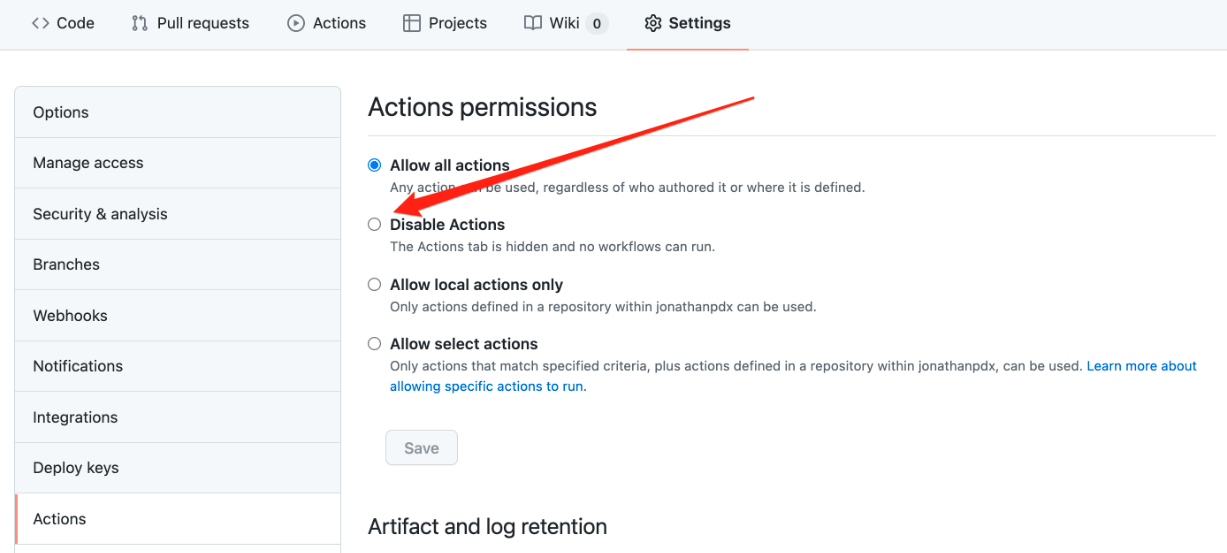 Code Pull requests Actions Projects Wiki 0 Settings
Options
Manage access
Security & analysis
Branches
Webhooks
Notifications
Integrations
Deploy keys
Actions
Actions permissions
Allow all actions
Any action can be used, regardless of who authored it or where it is defined.
Disable Actions
The Actions tab is hidden and no workflows can run.
Allow local actions only
Only actions defined in a repository within jonathanpdx can be used.
Allow select actions
Only actions that match specified criteria, plus actions defined in a repository within jonathanpdx, can be used. Learn more about
allowing specific actions to run.
Save
Artifact and log retention